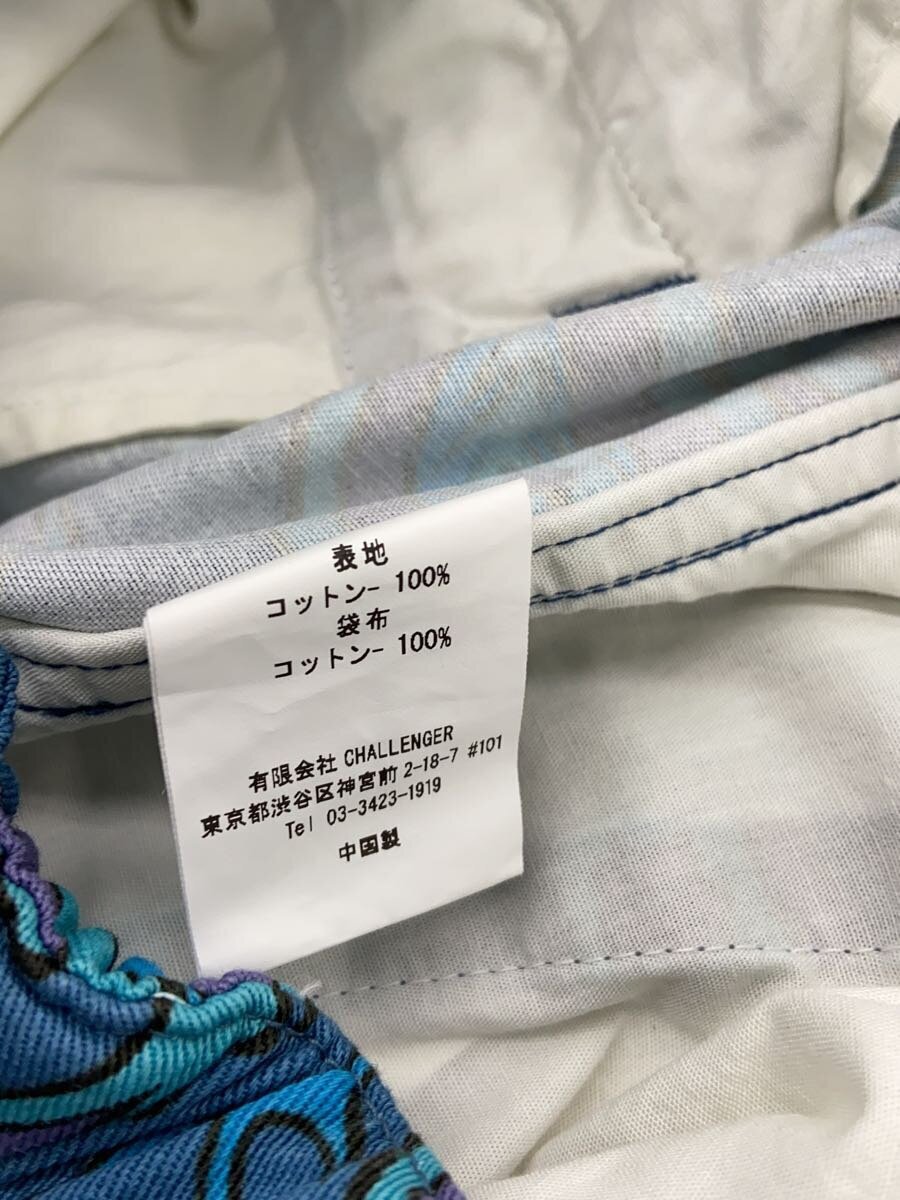 表地
コットン- 100%
袋布
コットン- 100%
有限会社 CHALLENGER
東京都渋谷区神宮前 2-18-7 #101
Tel 03-3423-1919
中国製